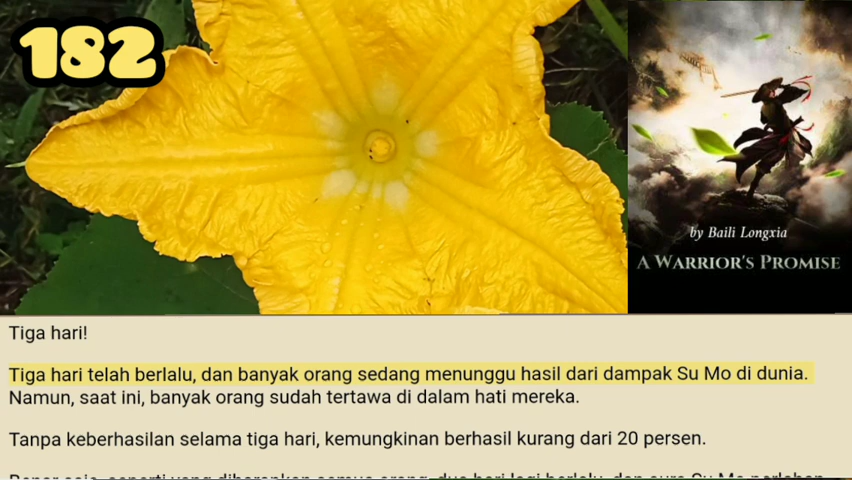 182
by Baili Longxia
A WARRIOR'S PROMISE
Tiga hari!
Tiga hari telah berlalu, dan banyak orang sedang menunggu hasil dari dampak Su Mo di dunia.
Namun, saat ini, banyak orang sudah tertawa di dalam hati mereka.
Tanpa keberhasilan selama tiga hari, kemungkinan berhasil kurang dari 20 persen.